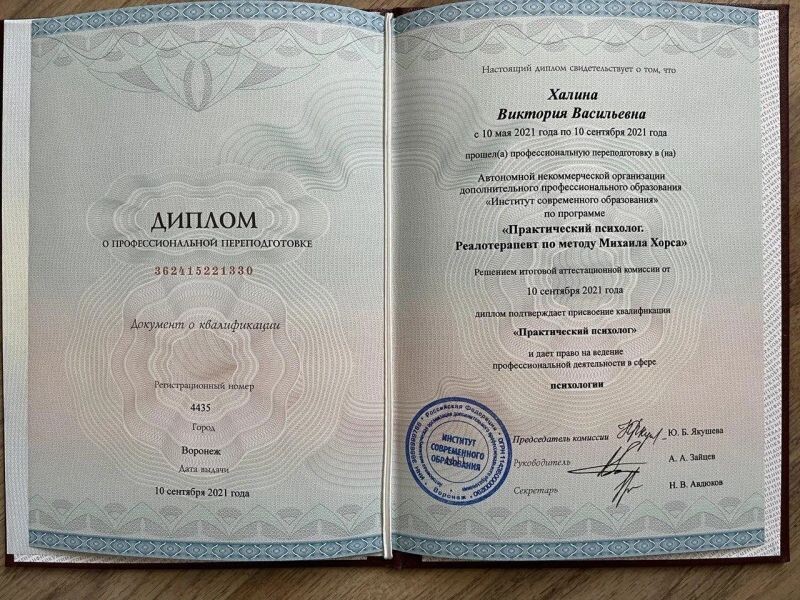 ДИПЛОМ
О ПРОФЕССИОНАЛЬНОЙ ПЕРЕПОДГОТОВКЕ
362415221330
Документ о квалификации
Регистрационный номер
4435
Город
Воронеж
Дата выдачи
10 сентября 2021 года
Настоящий диплом свидетельствует о том, что
Халина
Виктория Васильевна
с 10 мая 2021 года по 10 сентября 2021 года
прошел(а) профессиональную переподготовку в (на)
Автономной некоммерческой организации
дополнительного профессионального образования
«Институт современного образования»
по программе
«Практический психолог.
Реалотерапевт по методу Михаила Хорса»
Решением итоговой аттестационной комиссии от
10 сентября 2021 года
диплом подтверждает присвоение квалификации
«Практический психолог»
и дает право на ведение
профессиональной деятельности в сфере
психологии
Председатель комиссии Ю. Б. Якушева
Руководитель А. А. Зайцев
Секретарь Н. В. Авдюков
Российская Федерация
ИНСТИТУТ
СОВРЕМЕННОГО
ОБРАЗОВАНИЯ
Воронеж